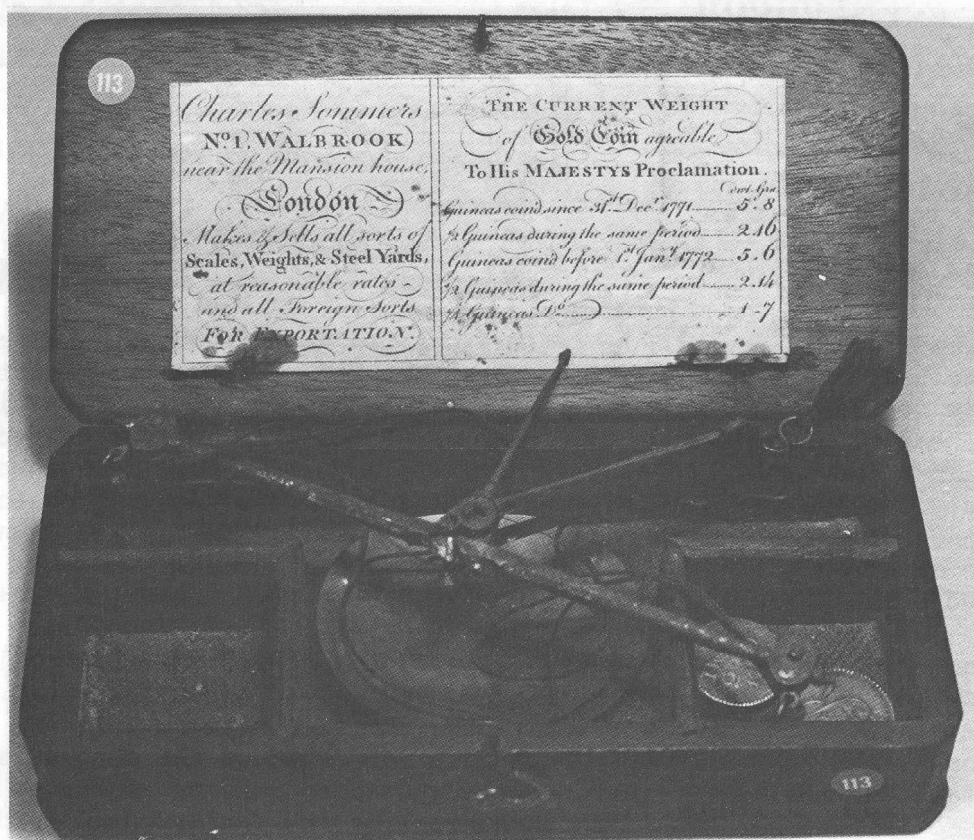 113
Charles Sommers
No. 1. WALBROOK
near the Mansion house,
London
Makes & Sells all sorts of
Scales, Weights, & Steel Yards,
at reasonable rates
and all Foreign Sorts
FOR EXPORTATION.
THE CURRENT WEIGHT
of Gold Coin agreable
To His MAJESTYS Proclamation.
Dwt. Grs
Guineas coind since 31st. Decr. 1771 5. 8
1/2 Guineas during the same period 2.16
Guineas coind before 1st. Jany. 1772 5. 6
1/2 Guineas during the same period 2.14
1/4 Guineas Do. 1 - 7
113